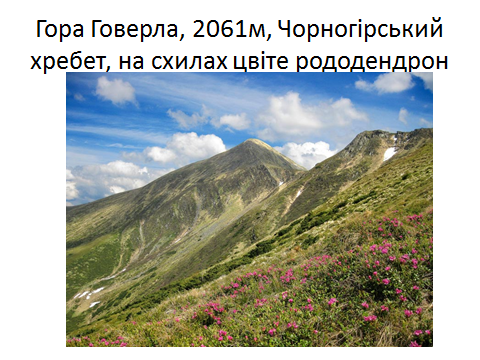 Гора Говерла, 2061м, Чорногірський
хребет, на схилах цвіте рододендрон